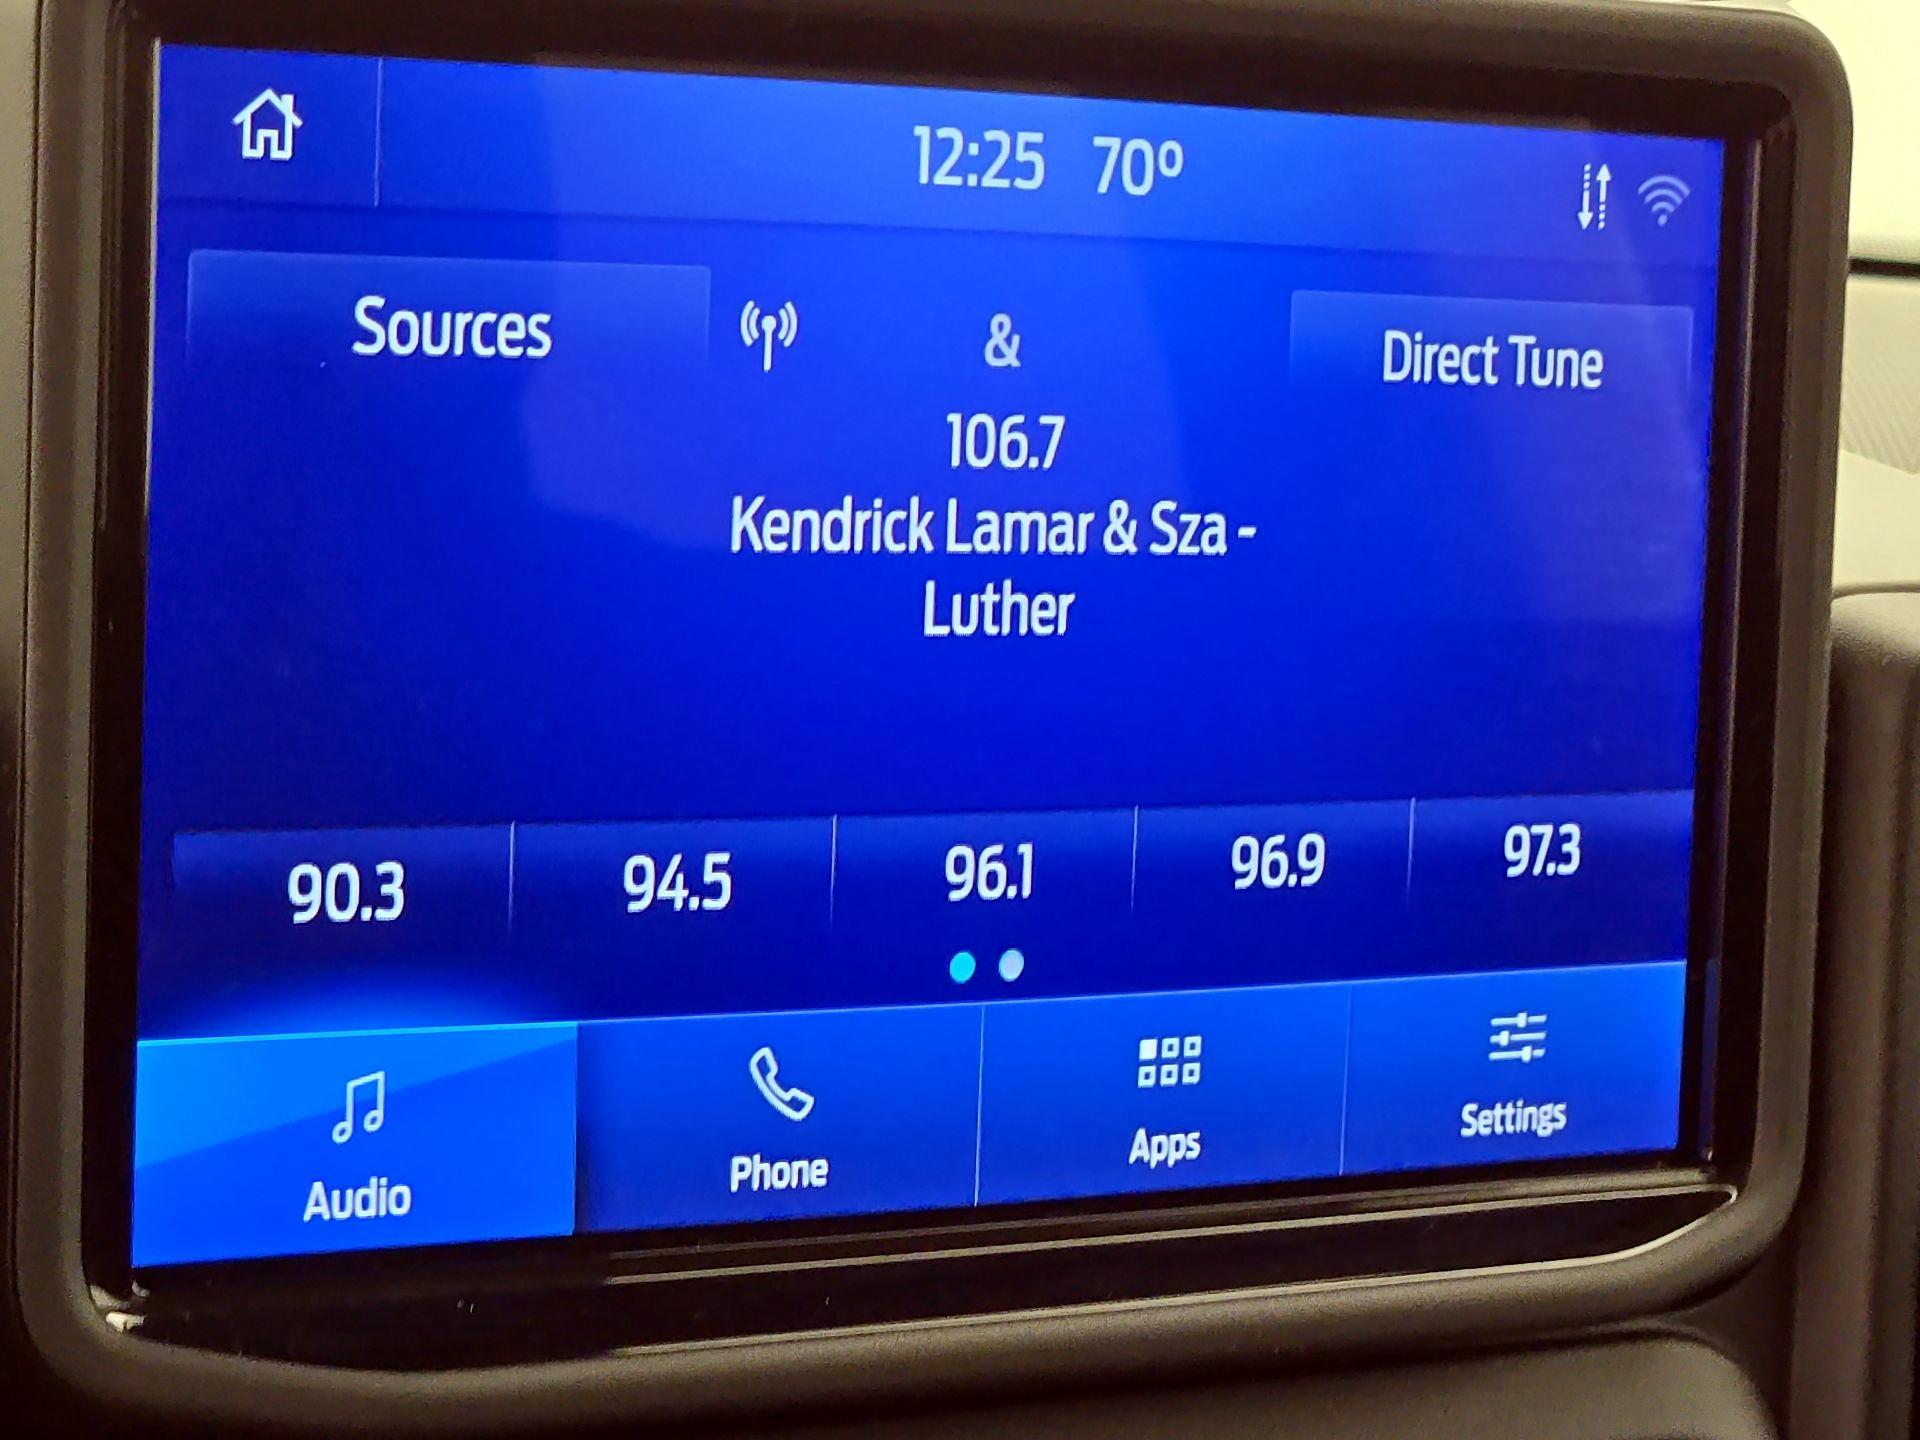 12:25 70º
Sources & Direct Tune
106.7
Kendrick Lamar & Sza -
Luther
90.3 94.5 96.1 96.9 97.3
Audio Phone Apps Settings